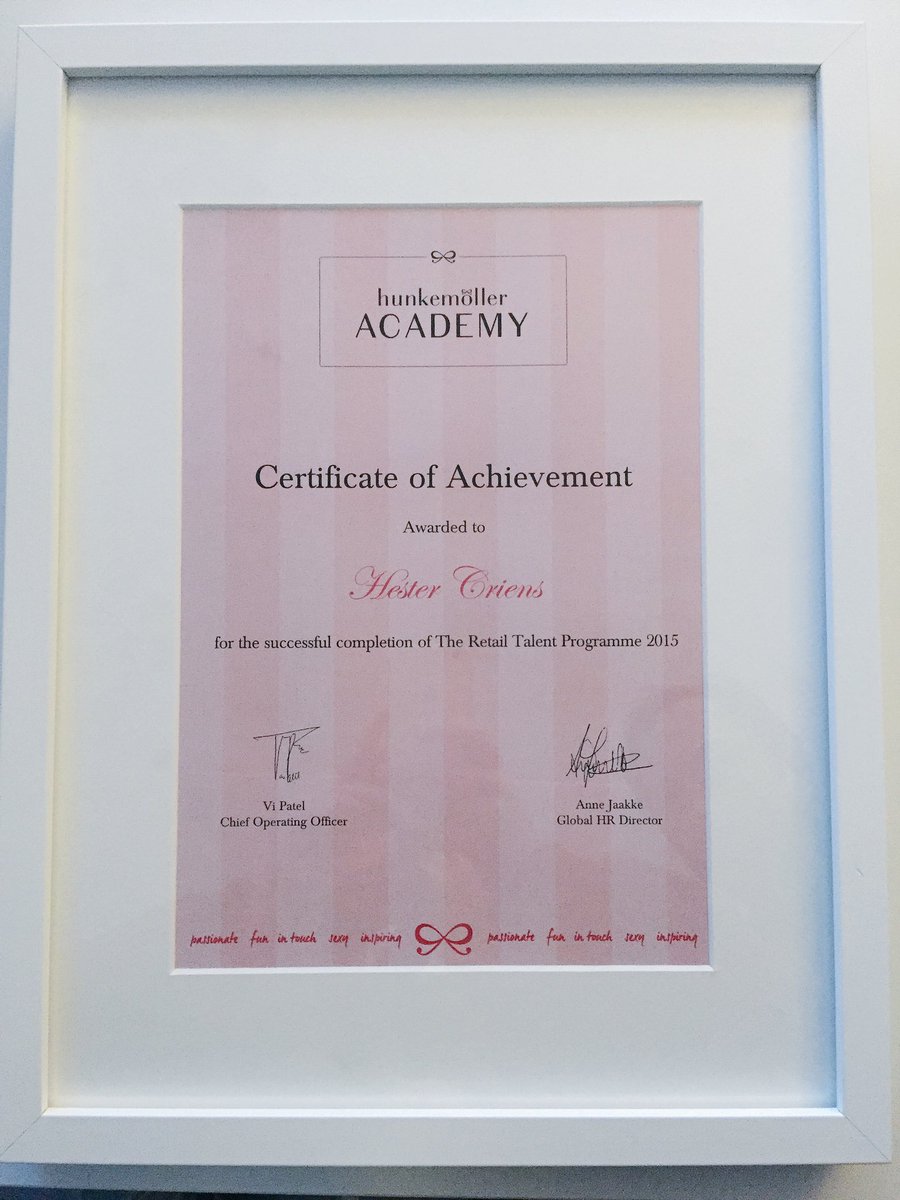 hunkemöller
ACADEMY
Certificate of Achievement
Awarded to
Hester Criens
for the successful completion of The Retail Talent Programme 2015
Vi Patel
Chief Operating Officer
Anne Jaakke
Global HR Director
passionate fun in touch sexy inspiring passionate fun in touch sexy inspiring